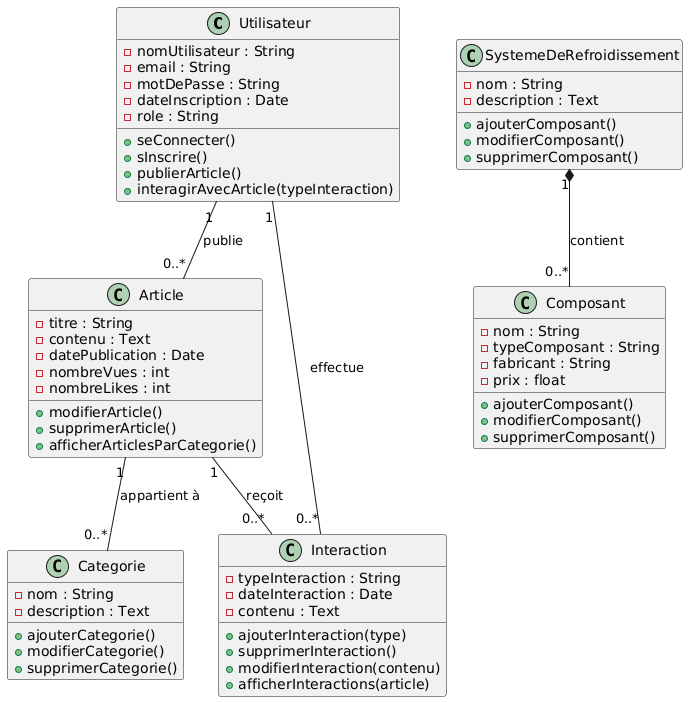 C Utilisateur
nomUtilisateur : String
email : String
motDePasse : String
dateInscription : Date
role : String
seConnecter()
sInscrire()
publierArticle()
interagirAvecArticle(typeInteraction)
C SystemeDeRefroidissement
nom : String
description : Text
ajouterComposant()
modifierComposant()
supprimerComposant()
1
publie
0..*
1
effectue
0..*
1
contient
0..*
C Article
titre : String
contenu : Text
datePublication : Date
nombreVues : int
nombreLikes : int
modifierArticle()
supprimerArticle()
afficherArticlesParCategorie()
C Composant
nom : String
typeComposant : String
fabricant : String
prix : float
ajouterComposant()
modifierComposant()
supprimerComposant()
1
appartient à
0..*
1
reçoit
0..*
C Categorie
nom : String
description : Text
ajouterCategorie()
modifierCategorie()
supprimerCategorie()
C Interaction
typeInteraction : String
dateInteraction : Date
contenu : Text
ajouterInteraction(type)
supprimerInteraction()
modifierInteraction(contenu)
afficherInteractions(article)